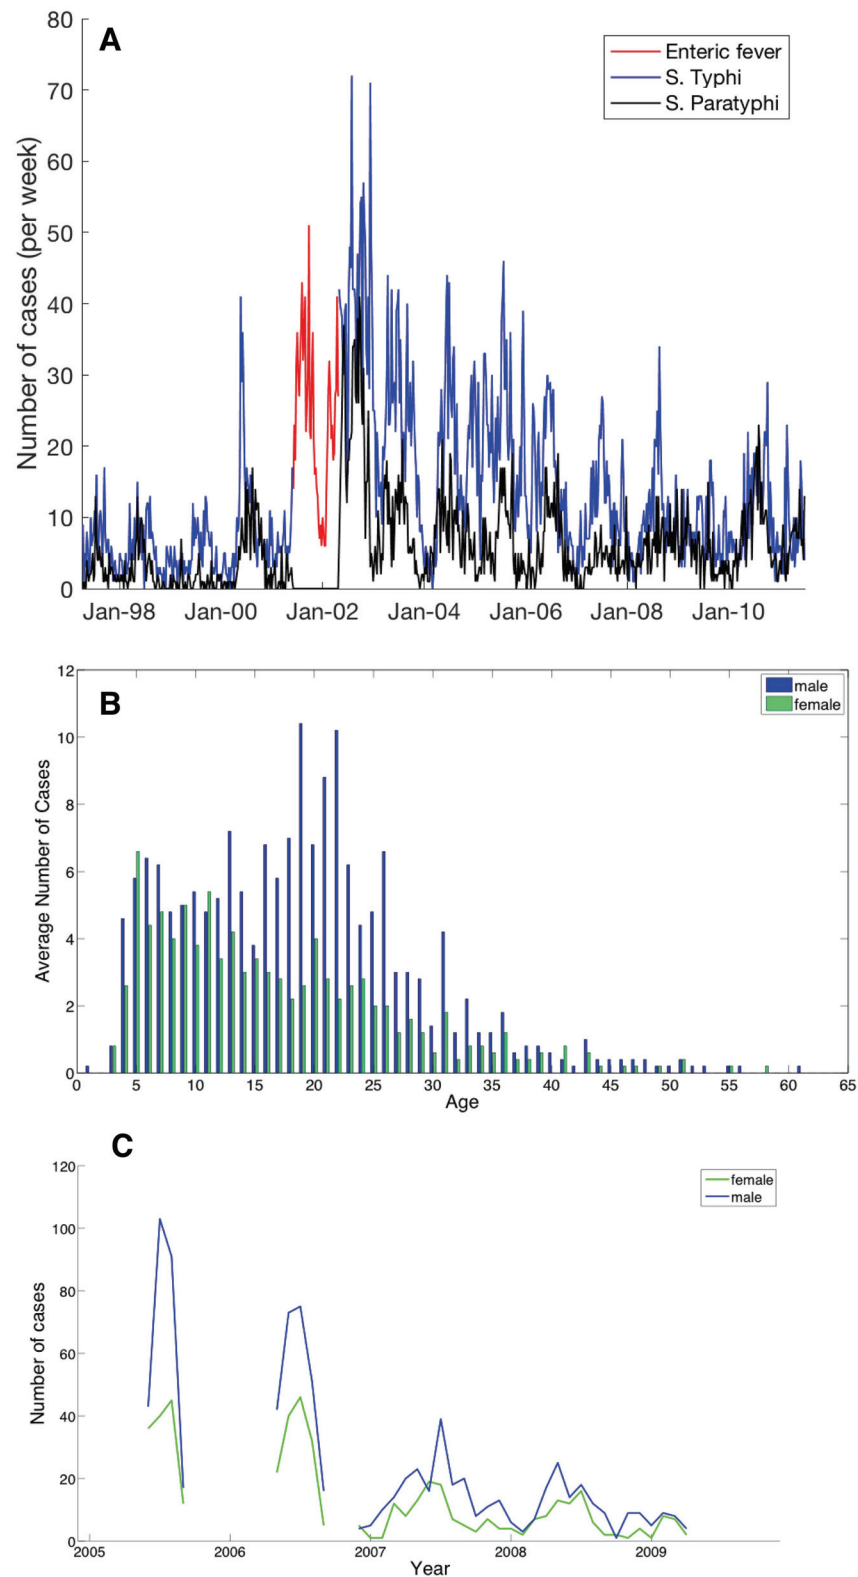 A
Number of cases (per week)
80
70
60
50
40
30
20
10
0
Enteric fever
S. Typhi
S. Paratyphi
Jan-98 Jan-00 Jan-02 Jan-04 Jan-06 Jan-08 Jan-10
B
Average Number of Cases
12
10
8
6
4
2
0
male
female
0 5 10 15 20 25 30 35 40 45 50 55 60 65
Age
C
Number of cases
120
100
80
60
40
20
0
female
male
2005 2006 2007 2008 2009
Year